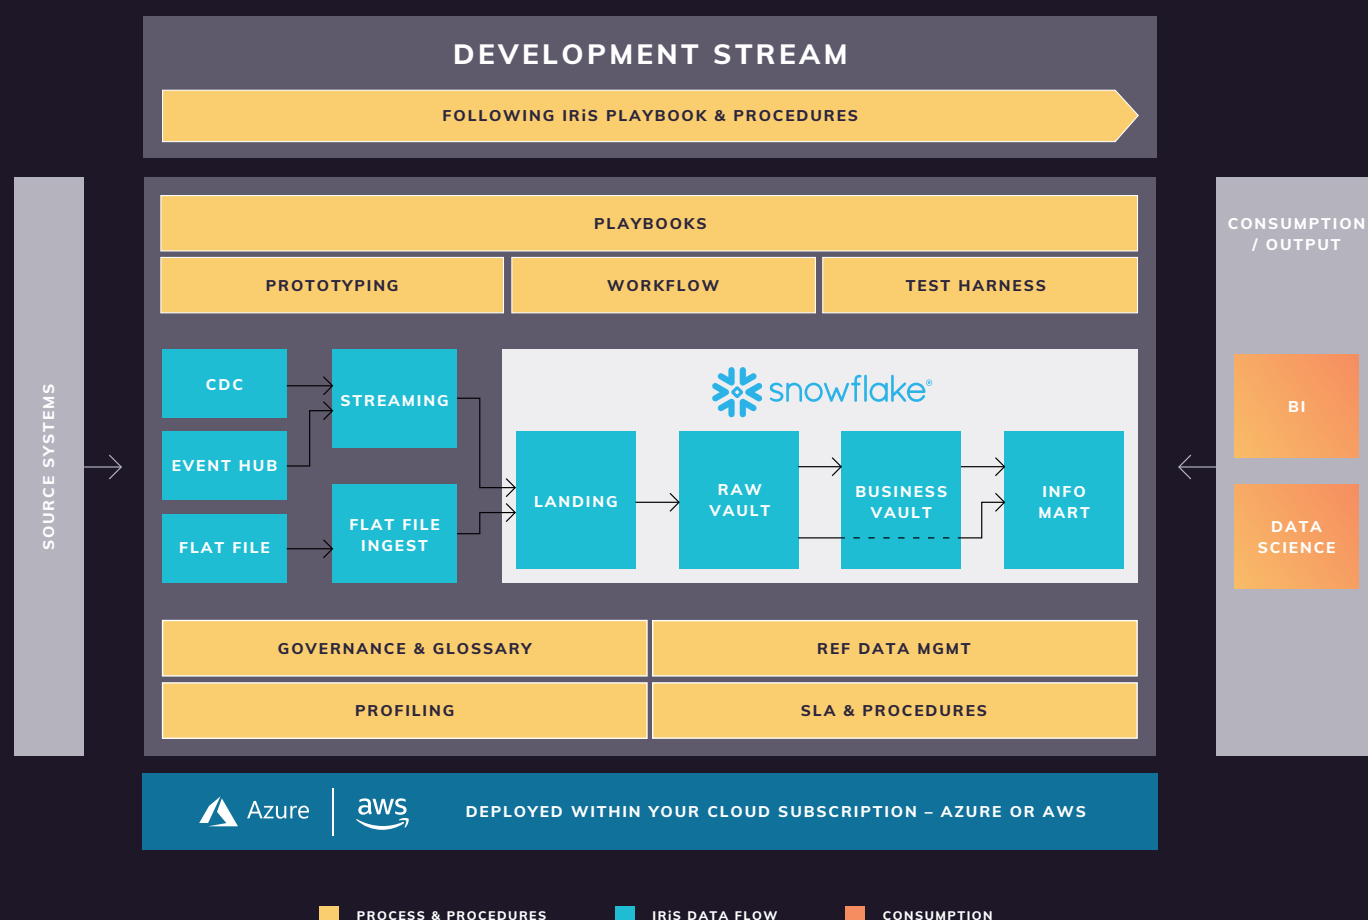 DEVELOPMENT STREAM
FOLLOWING IRiS PLAYBOOK & PROCEDURES
PLAYBOOKS
PROTOTYPING
WORKFLOW
TEST HARNESS
SOURCE SYSTEMS
CDC
EVENT HUB
FLAT FILE
STREAMING
FLAT FILE
INGEST
snowflake®
LANDING
RAW
VAULT
BUSINESS
VAULT
INFO
MART
CONSUMPTION
/ OUTPUT
BI
DATA
SCIENCE
GOVERNANCE & GLOSSARY
REF DATA MGMT
PROFILING
SLA & PROCEDURES
Azure
aws
DEPLOYED WITHIN YOUR CLOUD SUBSCRIPTION – AZURE OR AWS
PROCESS & PROCEDURES
IRiS DATA FLOW
CONSUMPTION